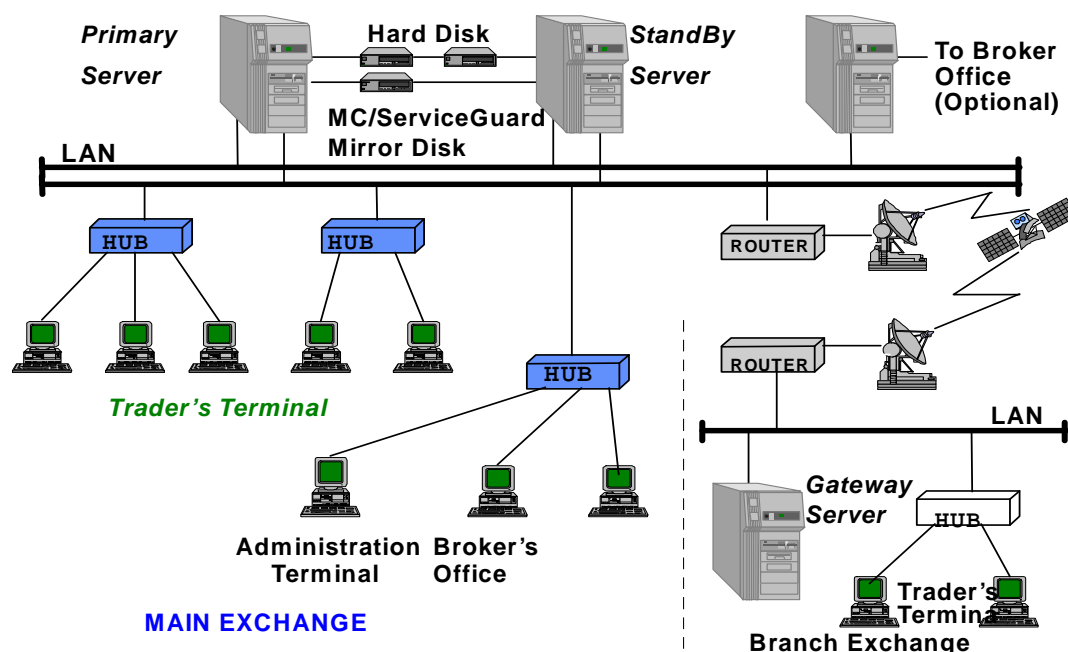 Primary
Server
Hard Disk
StandBy
Server
To Broker
Office
(Optional)
MC/ServiceGuard
Mirror Disk
LAN
HUB
HUB
ROUTER
ROUTER
HUB
Trader's Terminal
LAN
Gateway
Server
HUB
Administration
Terminal
Broker's
Office
Trader's
Termina
MAIN EXCHANGE
Branch Exchange